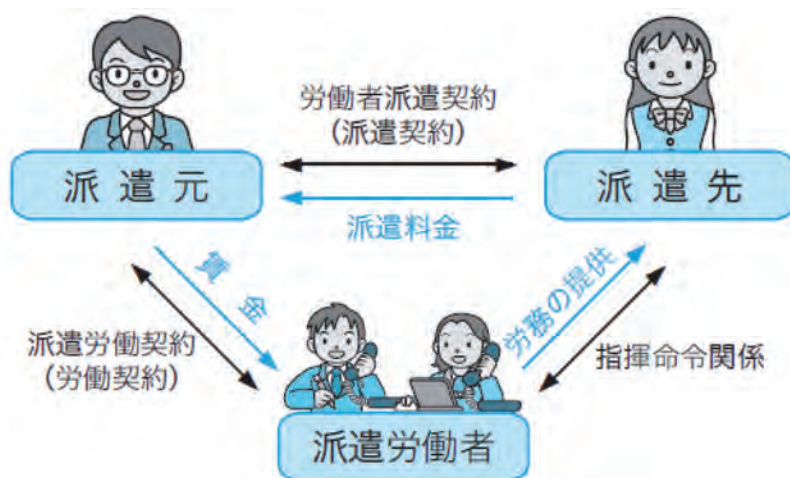 労働者派遣契約
(派遣契約)
派遣元
派遣先
派遣料金
賃金
労務の提供
派遣労働契約
(労働契約)
指揮命令関係
派遣労働者